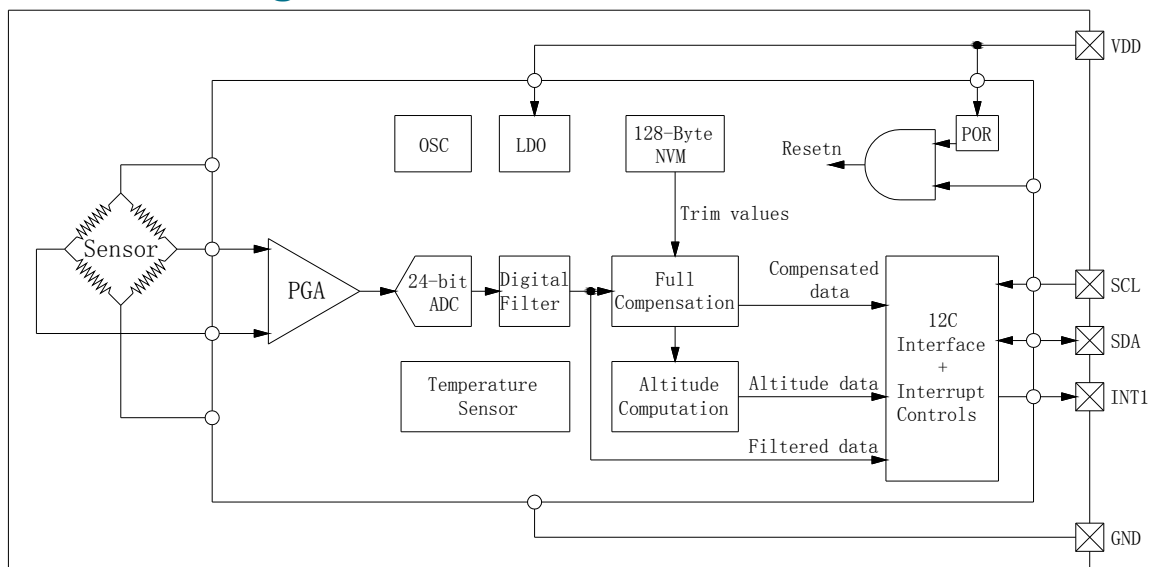 VDD
OSC
LDO
128-Byte
NVM
POR
Resetn
Trim values
Sensor
PGA
24-bit
ADC
Digital
Filter
Full
Compensation
Compensated
data
12C
Interface
+
Interrupt
Controls
SCL
SDA
INT1
Temperature
Sensor
Altitude
Computation
Altitude data
Filtered data
GND